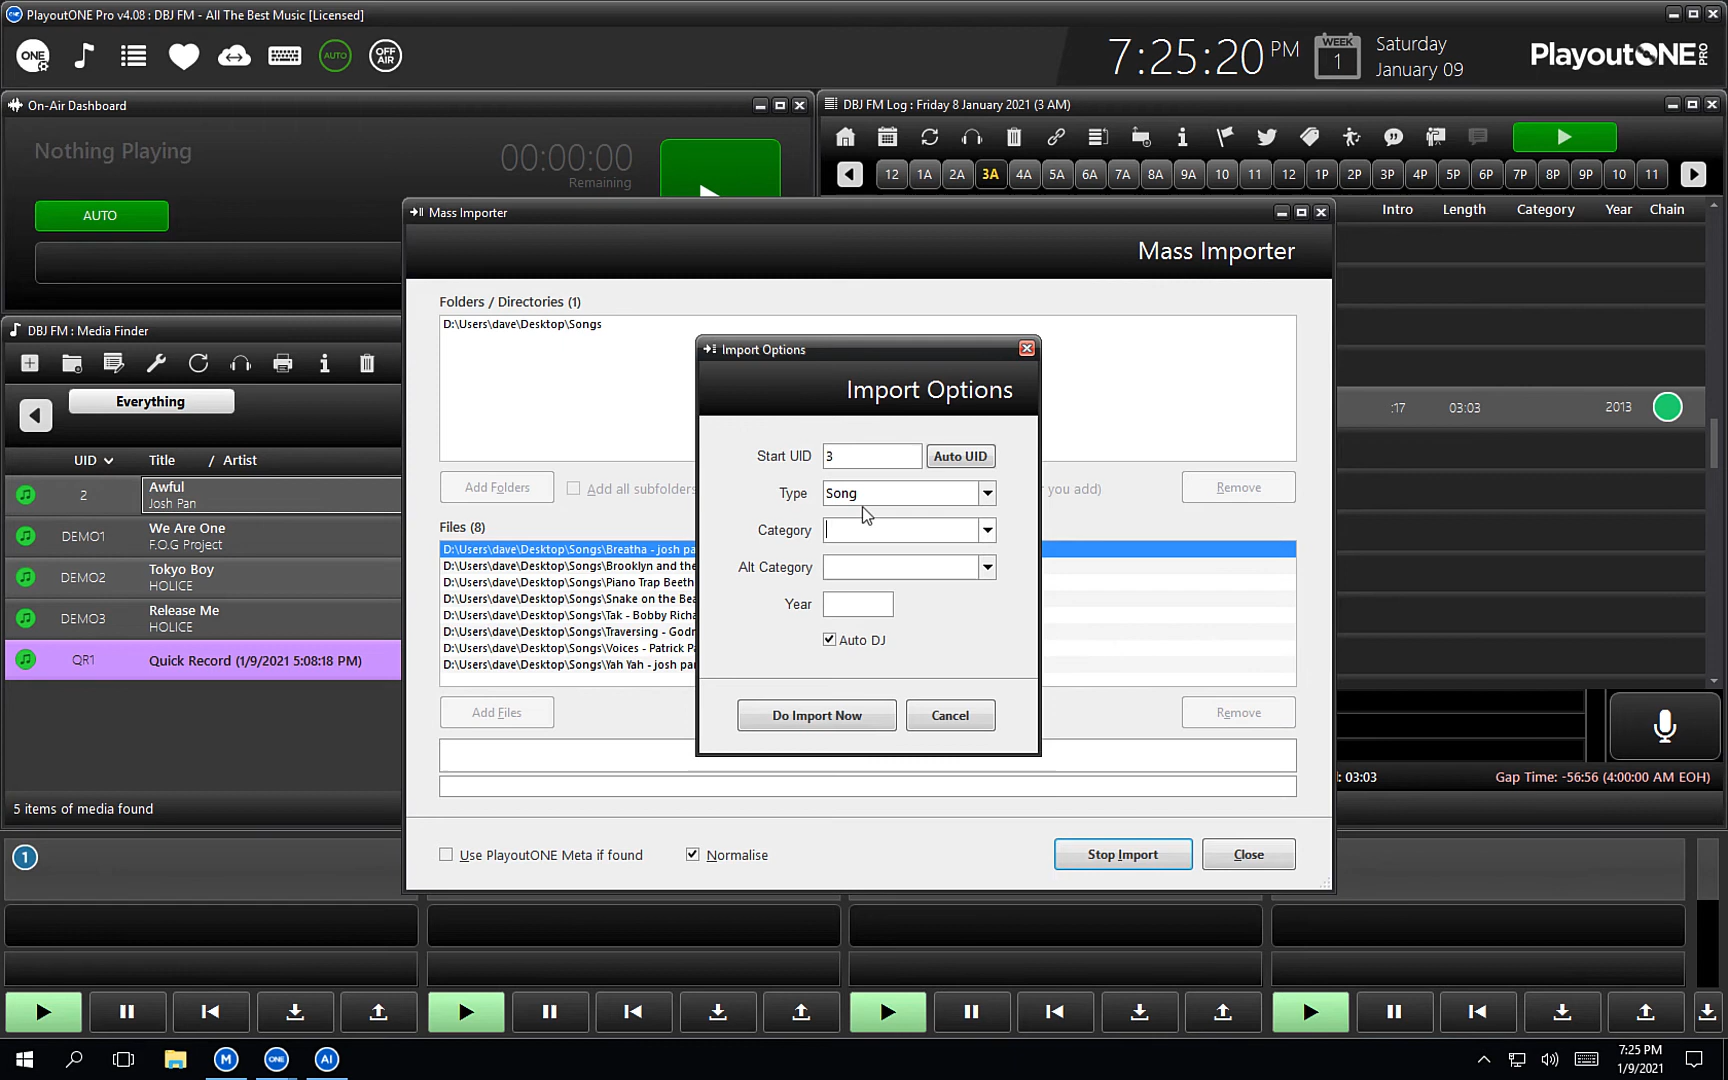 PlayoutONE Pro v4.08 : DBJ FM - All The Best Music [Licensed]
ONE
AUTO
OFF AIR
7:25:20 PM
WEEK 1
Saturday
January 09
PlayoutONE PRO
On-Air Dashboard
Nothing Playing
00:00:00
Remaining
AUTO
DBJ FM Log : Friday 8 January 2021 (3 AM)
12 1A 2A 3A 4A 5A 6A 7A 8A 9A 10 11 12 1P 2P 3P 4P 5P 6P 7P 8P 9P 10 11
Intro Length Category Year Chain
:17 03:03 2013
Mass Importer
Mass Importer
Folders / Directories (1)
D:\Users\dave\Desktop\Songs
Add Folders
Add all subfolders
you add)
Remove
Files (8)
D:\Users\dave\Desktop\Songs\Breatha - josh pa
D:\Users\dave\Desktop\Songs\Brooklyn and the
D:\Users\dave\Desktop\Songs\Piano Trap Beeth
D:\Users\dave\Desktop\Songs\Snake on the Bea
D:\Users\dave\Desktop\Songs\Tak - Bobby Richa
D:\Users\dave\Desktop\Songs\Traversing - Godr
D:\Users\dave\Desktop\Songs\Voices - Patrick Pa
D:\Users\dave\Desktop\Songs\Yah Yah - josh pa
Add Files
Remove
Use PlayoutONE Meta if found
Normalise
Stop Import
Close
Import Options
Import Options
Start UID 3 Auto UID
Type Song
Category
Alt Category
Year
Auto DJ
Do Import Now
Cancel
DBJ FM : Media Finder
Everything
UID Title / Artist
2 Awful
Josh Pan
DEMO1 We Are One
F.O.G Project
DEMO2 Tokyo Boy
HOLICE
DEMO3 Release Me
HOLICE
QR1 Quick Record (1/9/2021 5:08:18 PM)
5 items of media found
: 03:03
Gap Time: -56:56 (4:00:00 AM EOH)
1
M
ONE
AI
7:25 PM
1/9/2021